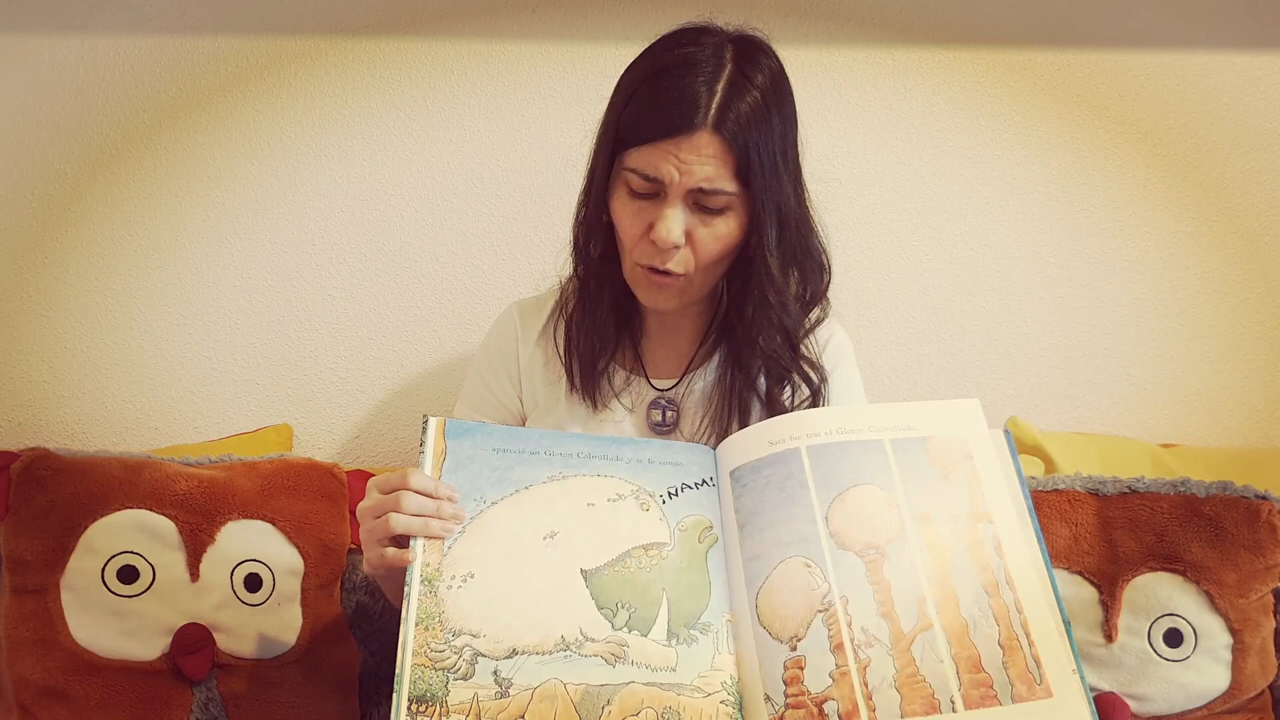 ... apareció un Glotón Colmilludo y se lo comió.
¡ÑAM!
Sara fue tras el Glotón Colmilludo...